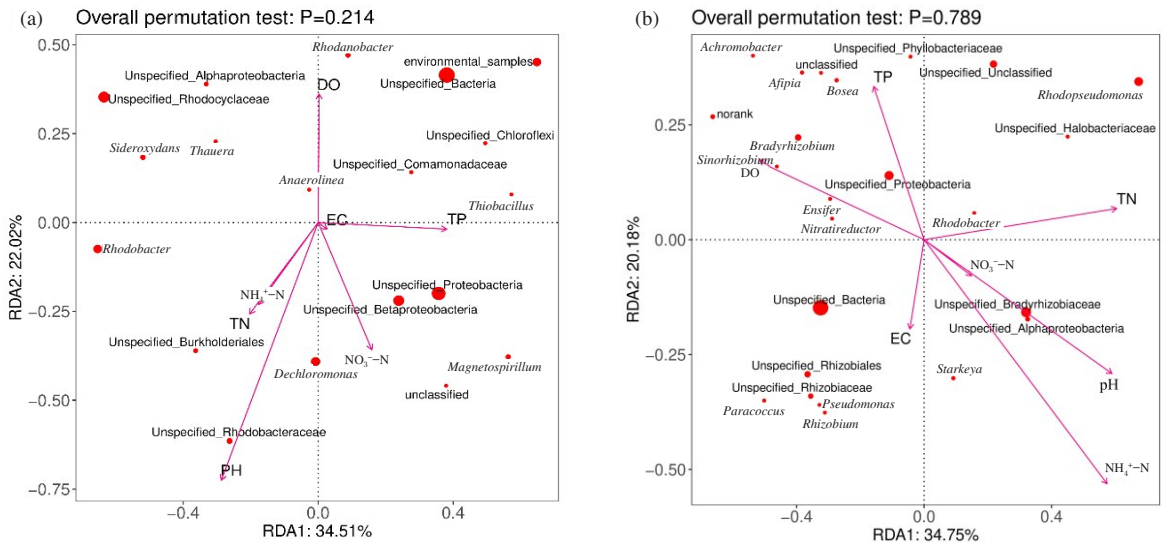 (a)
Overall permutation test: P=0.214
Rhodanobacter
environmental_samples
Unspecified_Alphaproteobacteria
Unspecified_Bacteria
DO
Unspecified_Rhodocyclaceae
Unspecified_Chloroflexi
Sideroxydans
Thauera
Unspecified_Comamonadaceae
Anaerolinea
Thiobacillus
EC
TP
Rhodobacter
Unspecified_Proteobacteria
NH₄⁺−N
Unspecified_Betaproteobacteria
TN
Unspecified_Burkholderiales
NO₃⁻−N
Dechloromonas
Magnetospirillum
unclassified
Unspecified_Rhodobacteraceae
PH
0.50
0.25
0.00
−0.25
−0.50
−0.75
RDA2: 22.02%
−0.4
0.0
0.4
RDA1: 34.51%
(b)
Overall permutation test: P=0.789
Achromobacter
Unspecified_Phyllobacteriaceae
unclassified
Unspecified_Unclassified
TP
Afipia
Bosea
Rhodopseudomonas
norank
Unspecified_Halobacteriaceae
Bradyrhizobium
Sinorhizobium
DO
Unspecified_Proteobacteria
TN
Ensifer
Rhodobacter
Nitratireductor
NO₃⁻−N
Unspecified_Bacteria
Unspecified_Bradyrhizobiaceae
Unspecified_Alphaproteobacteria
EC
Unspecified_Rhizobiales
Starkeya
Unspecified_Rhizobiaceae
pH
Paracoccus
Pseudomonas
Rhizobium
NH₄⁺−N
0.25
0.00
−0.25
−0.50
RDA2: 20.18%
−0.4
0.0
0.4
RDA1: 34.75%